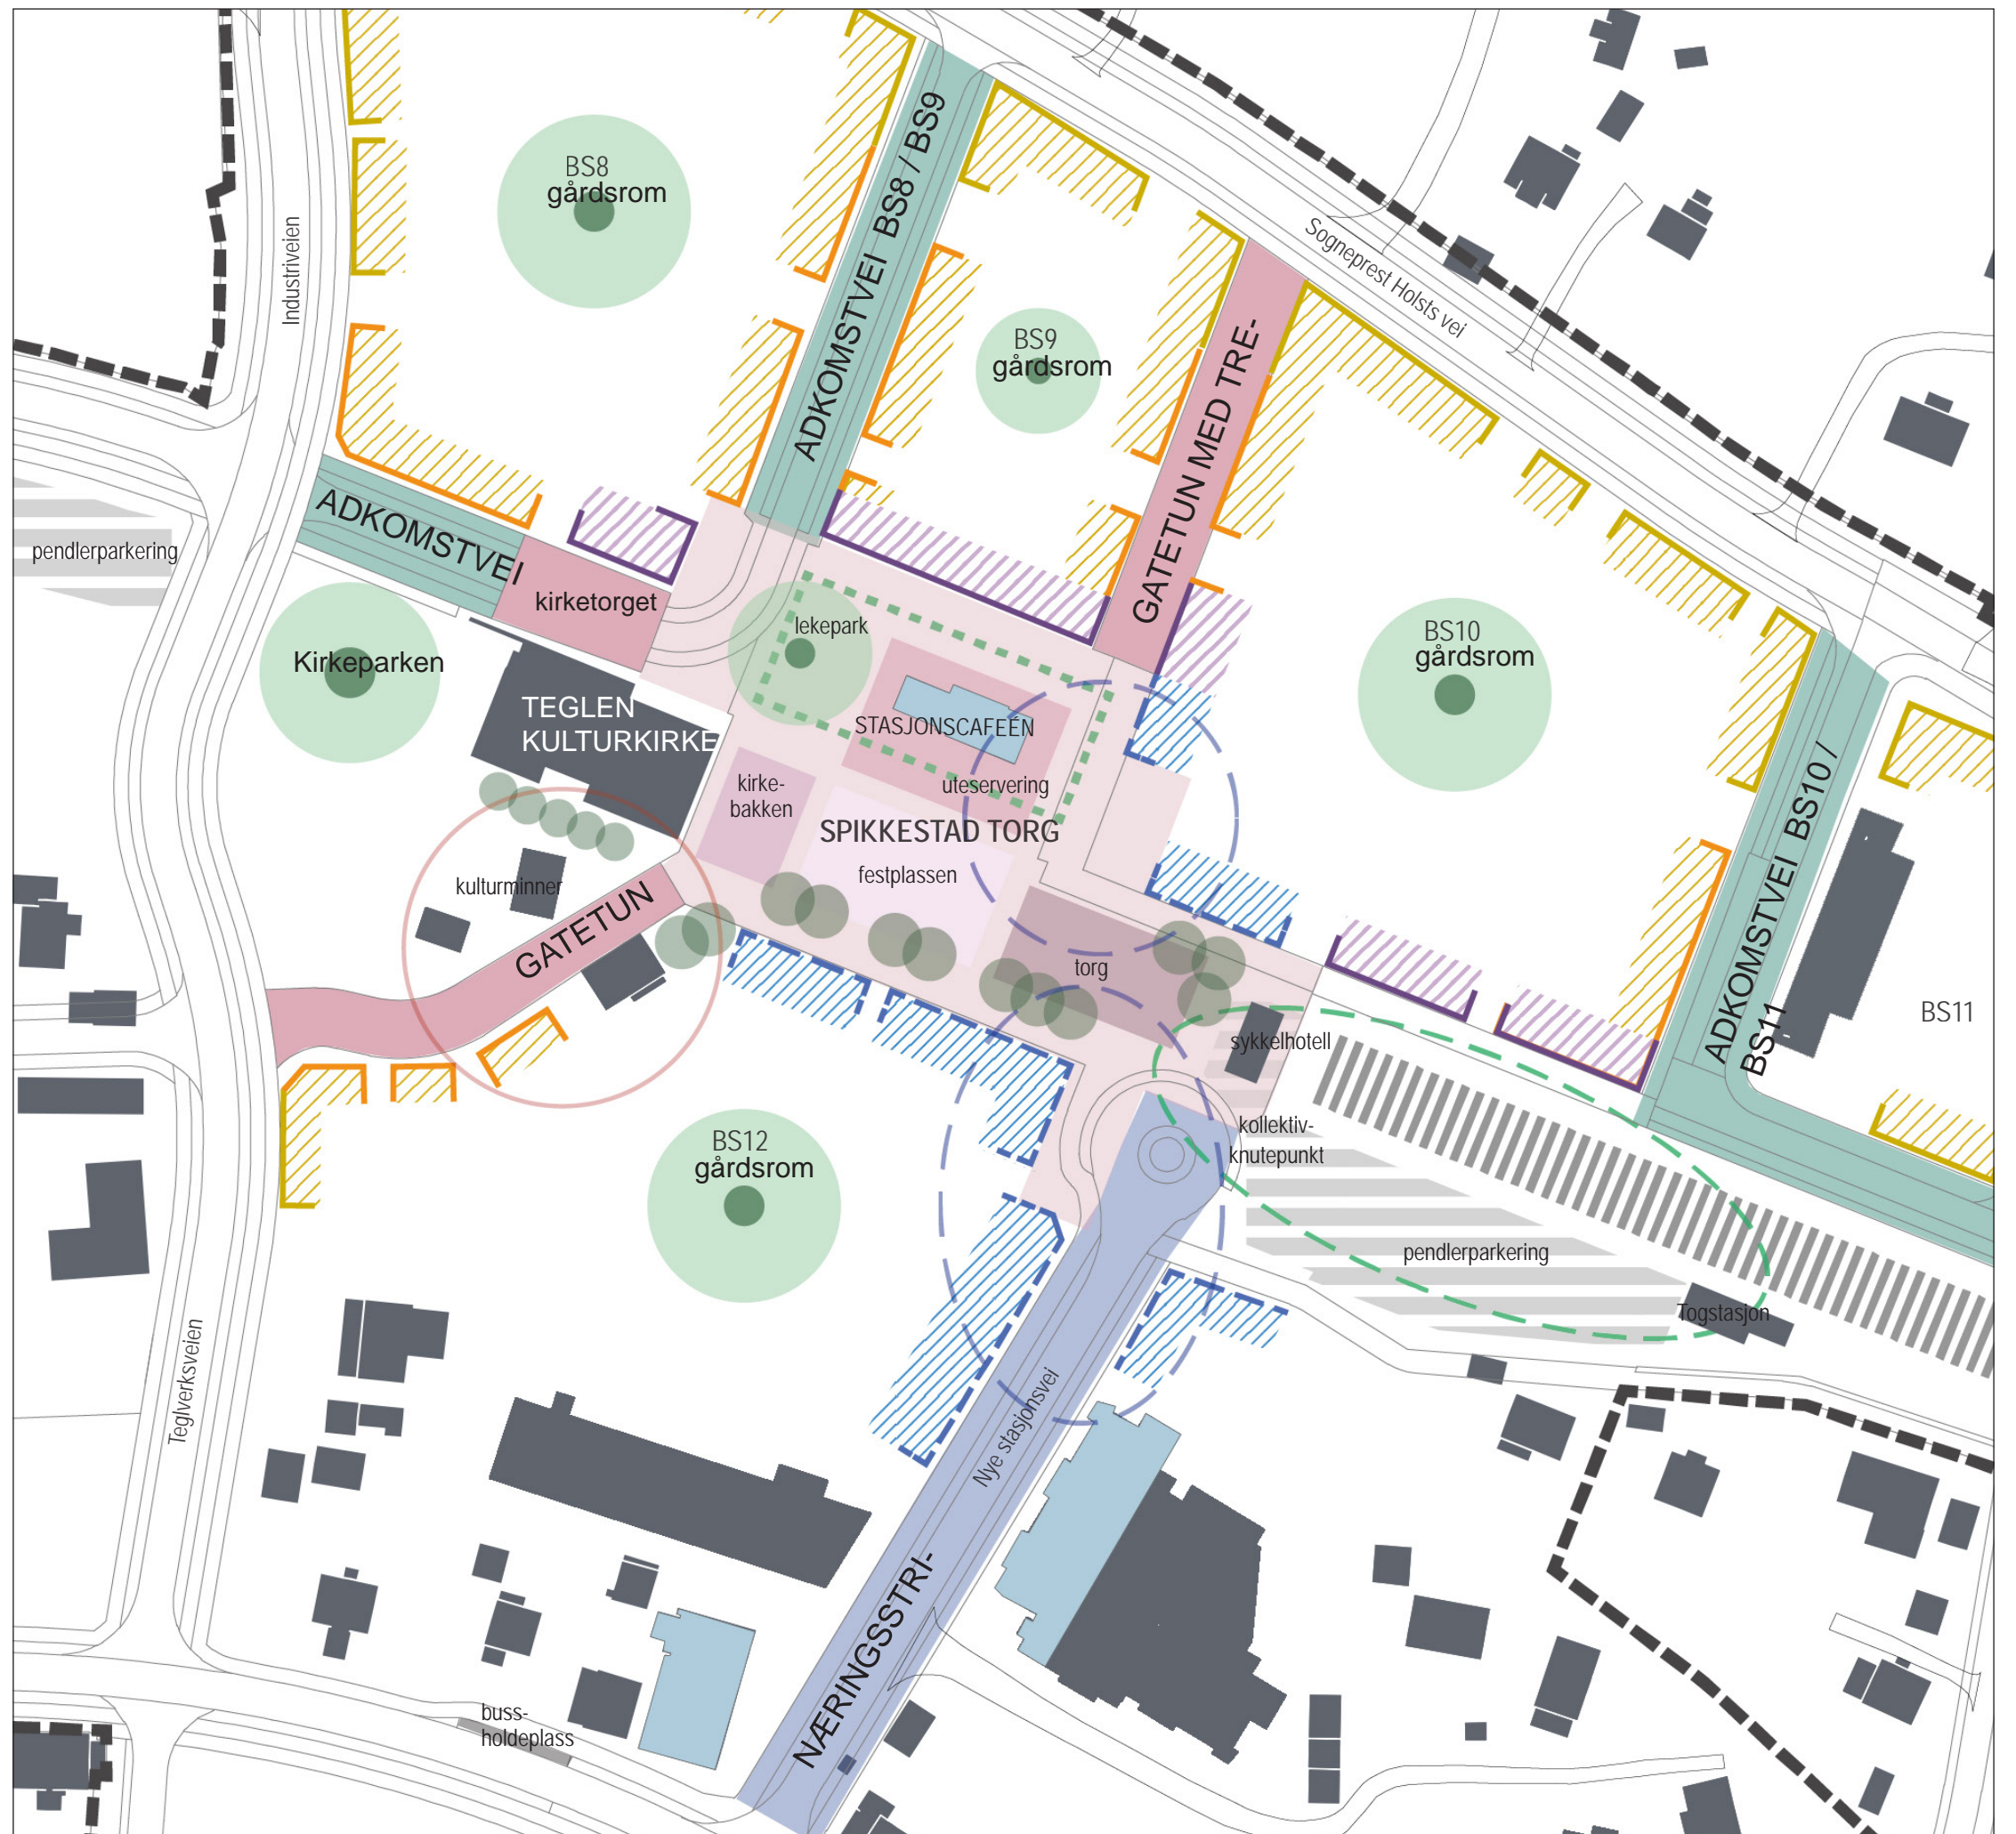 BS8
gårdsrom
ADKOMSTVEI  BS8 / BS9
Industriveien
Sogneprest Holsts vei
BS9
gårdsrom
GATETUN MED TRE-
ADKOMSTVEI
pendlerparkering
kirketorget
lekepark
BS10
gårdsrom
Kirkeparken
TEGLEN
KULTURKIRKE
STASJONSCAFEEN
kirke-
bakken
uteservering
SPIKKESTAD TORG
festplassen
kulturminner
GATETUN
torg
ADKOMSTVEI  BS10 /
BS11
BS11
sykkelhotell
kollektiv-
knutepunkt
BS12
gårdsrom
pendlerparkering
Togstasjon
Teglverksveien
Nye stasjonsvei
NÆRINGSSTRI-
buss-
holdeplass